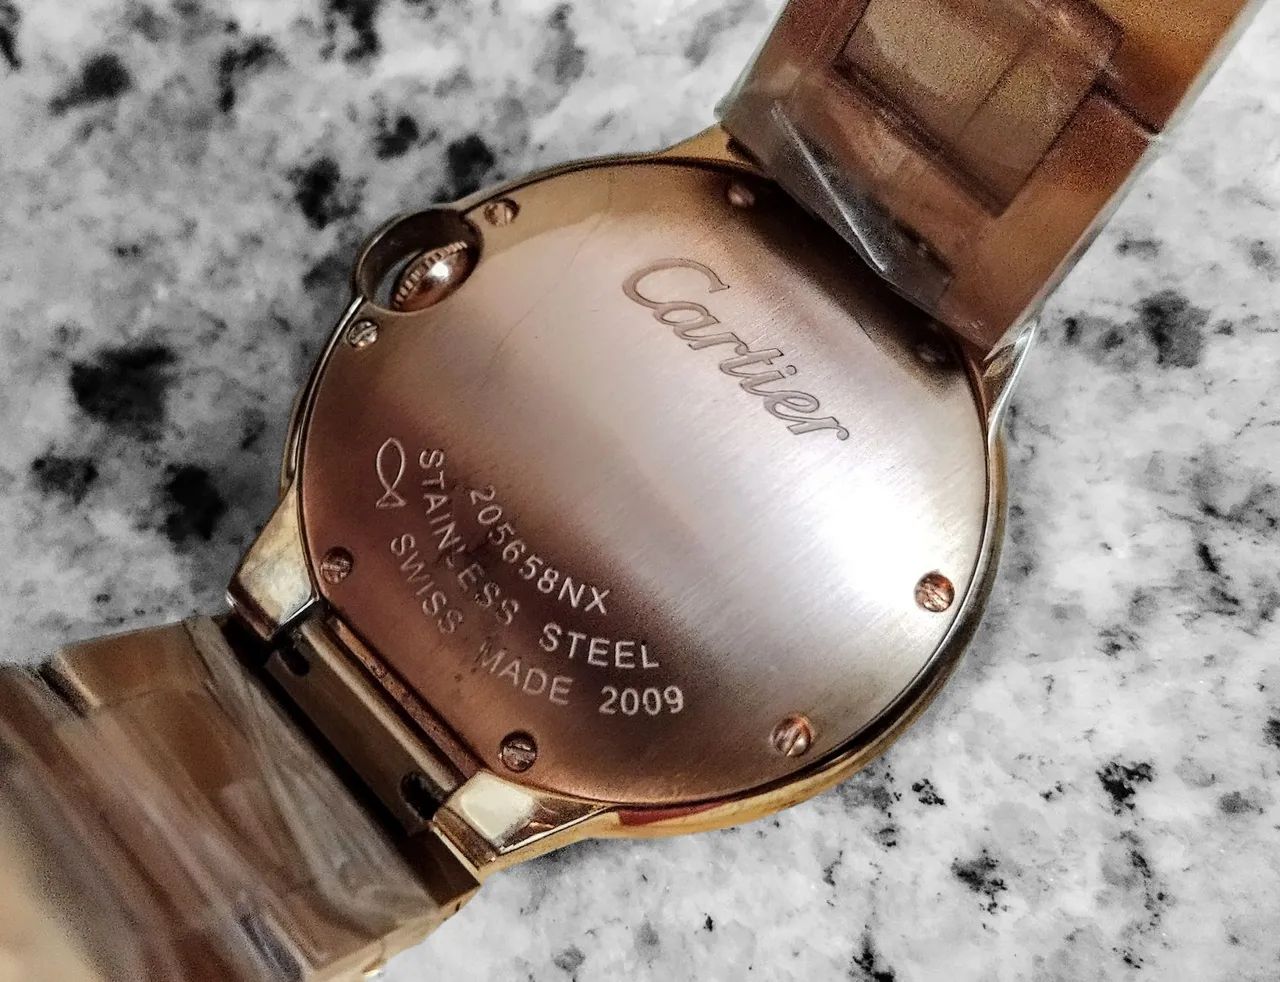 Cartier
205658NX
STAINLESS STEEL
SWISS MADE 2009